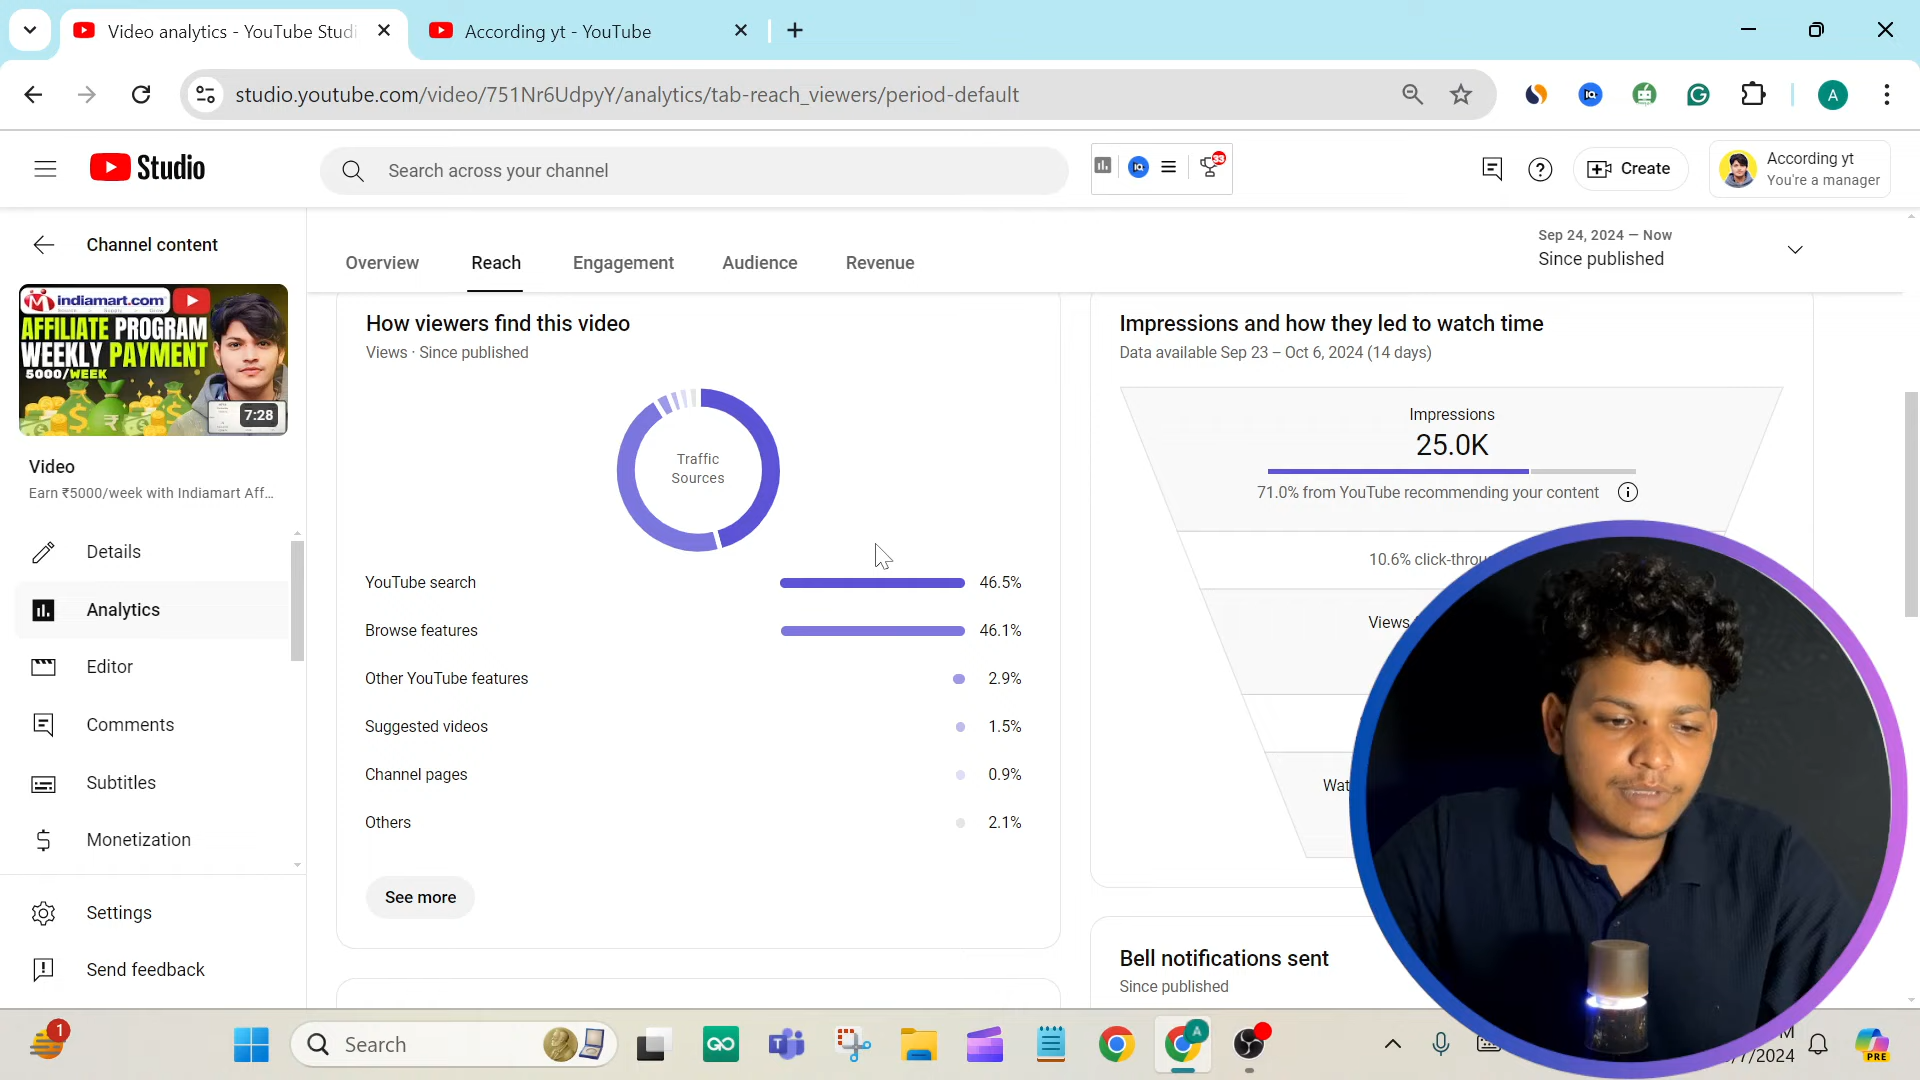 Video analytics - YouTube Studi
According yt - YouTube
studio.youtube.com/video/751Nr6UdpyY/analytics/tab-reach_viewers/period-default
A
Studio
Search across your channel
IQ
33
Create
According yt
You're a manager
Channel content
Sep 24, 2024 – Now
Since published
Overview
Reach
Engagement
Audience
Revenue
indiamart.com
AFFILIATE PROGRAM
WEEKLY PAYMENT
5000/WEEK
7:28
Video
Earn ₹5000/week with Indiamart Aff...
Details
Analytics
Editor
Comments
Subtitles
Monetization
Settings
Send feedback
How viewers find this video
Views · Since published
Traffic
Sources
YouTube search 46.5%
Browse features 46.1%
Other YouTube features 2.9%
Suggested videos 1.5%
Channel pages 0.9%
Others 2.1%
See more
Impressions and how they led to watch time
Data available Sep 23 – Oct 6, 2024 (14 days)
Impressions
25.0K
71.0% from YouTube recommending your content
10.6% click-throu
Views
Wat
Bell notifications sent
Since published
1
Search
GO
A
M
/7/2024
PRE